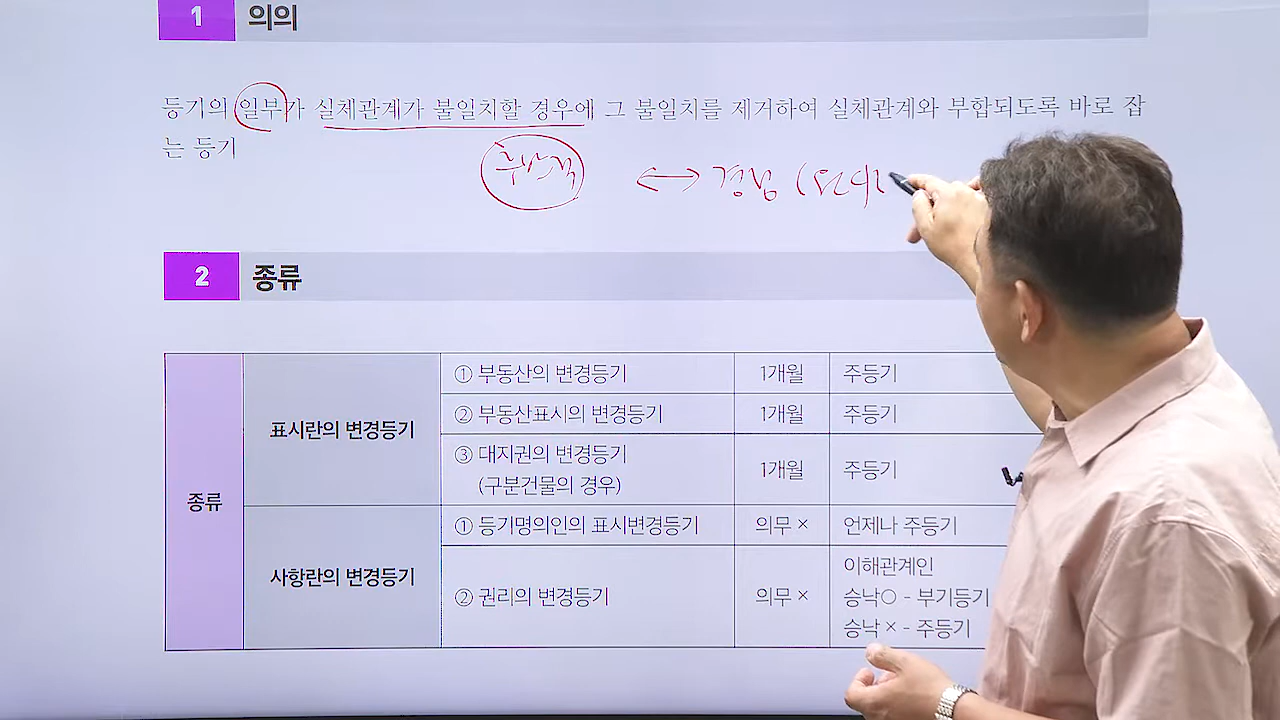 1 의의
등기의 일부가 실체관계가 불일치할 경우에 그 불일치를 제거하여 실체관계와 부합되도록 바로 잡
는 등기
후발적 ↔ 경정 (원시
2 종류
종류
표시란의 변경등기
① 부동산의 변경등기 1개월 주등기
② 부동산표시의 변경등기 1개월 주등기
③ 대지권의 변경등기
(구분건물의 경우) 1개월 주등기
사항란의 변경등기
① 등기명의인의 표시변경등기 의무 × 언제나 주등기
② 권리의 변경등기 의무 ×
이해관계인
승낙○ - 부기등기
승낙 × - 주등기